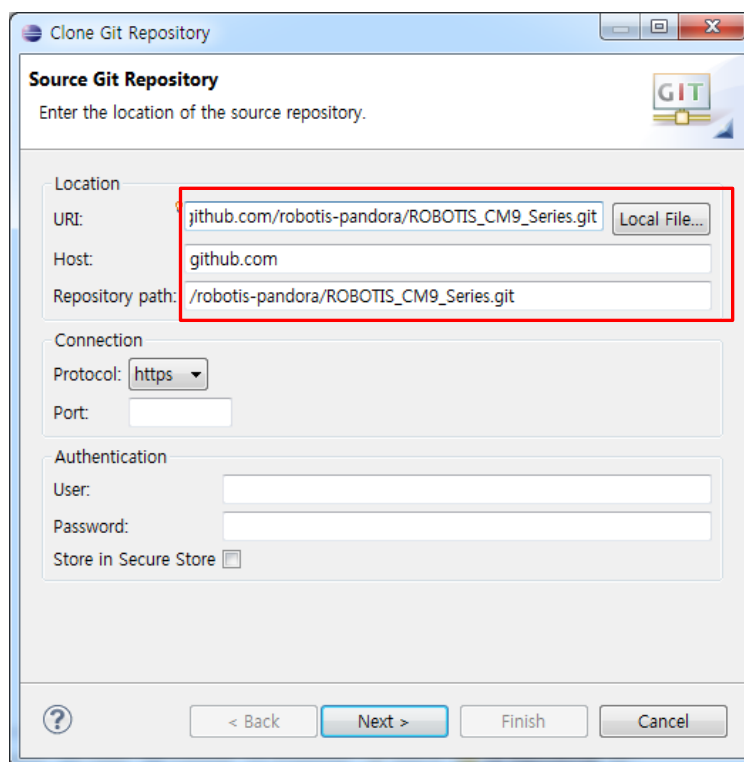 Clone Git Repository
Source Git Repository
Enter the location of the source repository.
GIT
Location
URI: github.com/robotis-pandora/ROBOTIS_CM9_Series.git Local File...
Host: github.com
Repository path: /robotis-pandora/ROBOTIS_CM9_Series.git
Connection
Protocol: https
Port:
Authentication
User:
Password:
Store in Secure Store
< Back Next > Finish Cancel